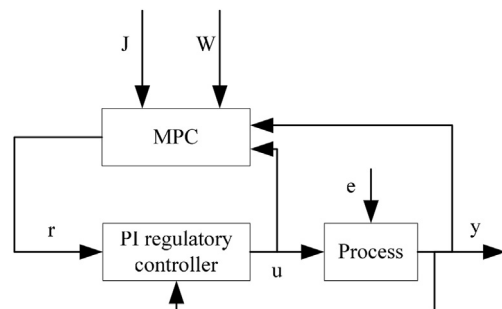 J
W
MPC
e
r
PI regulatory
controller
u
Process
y